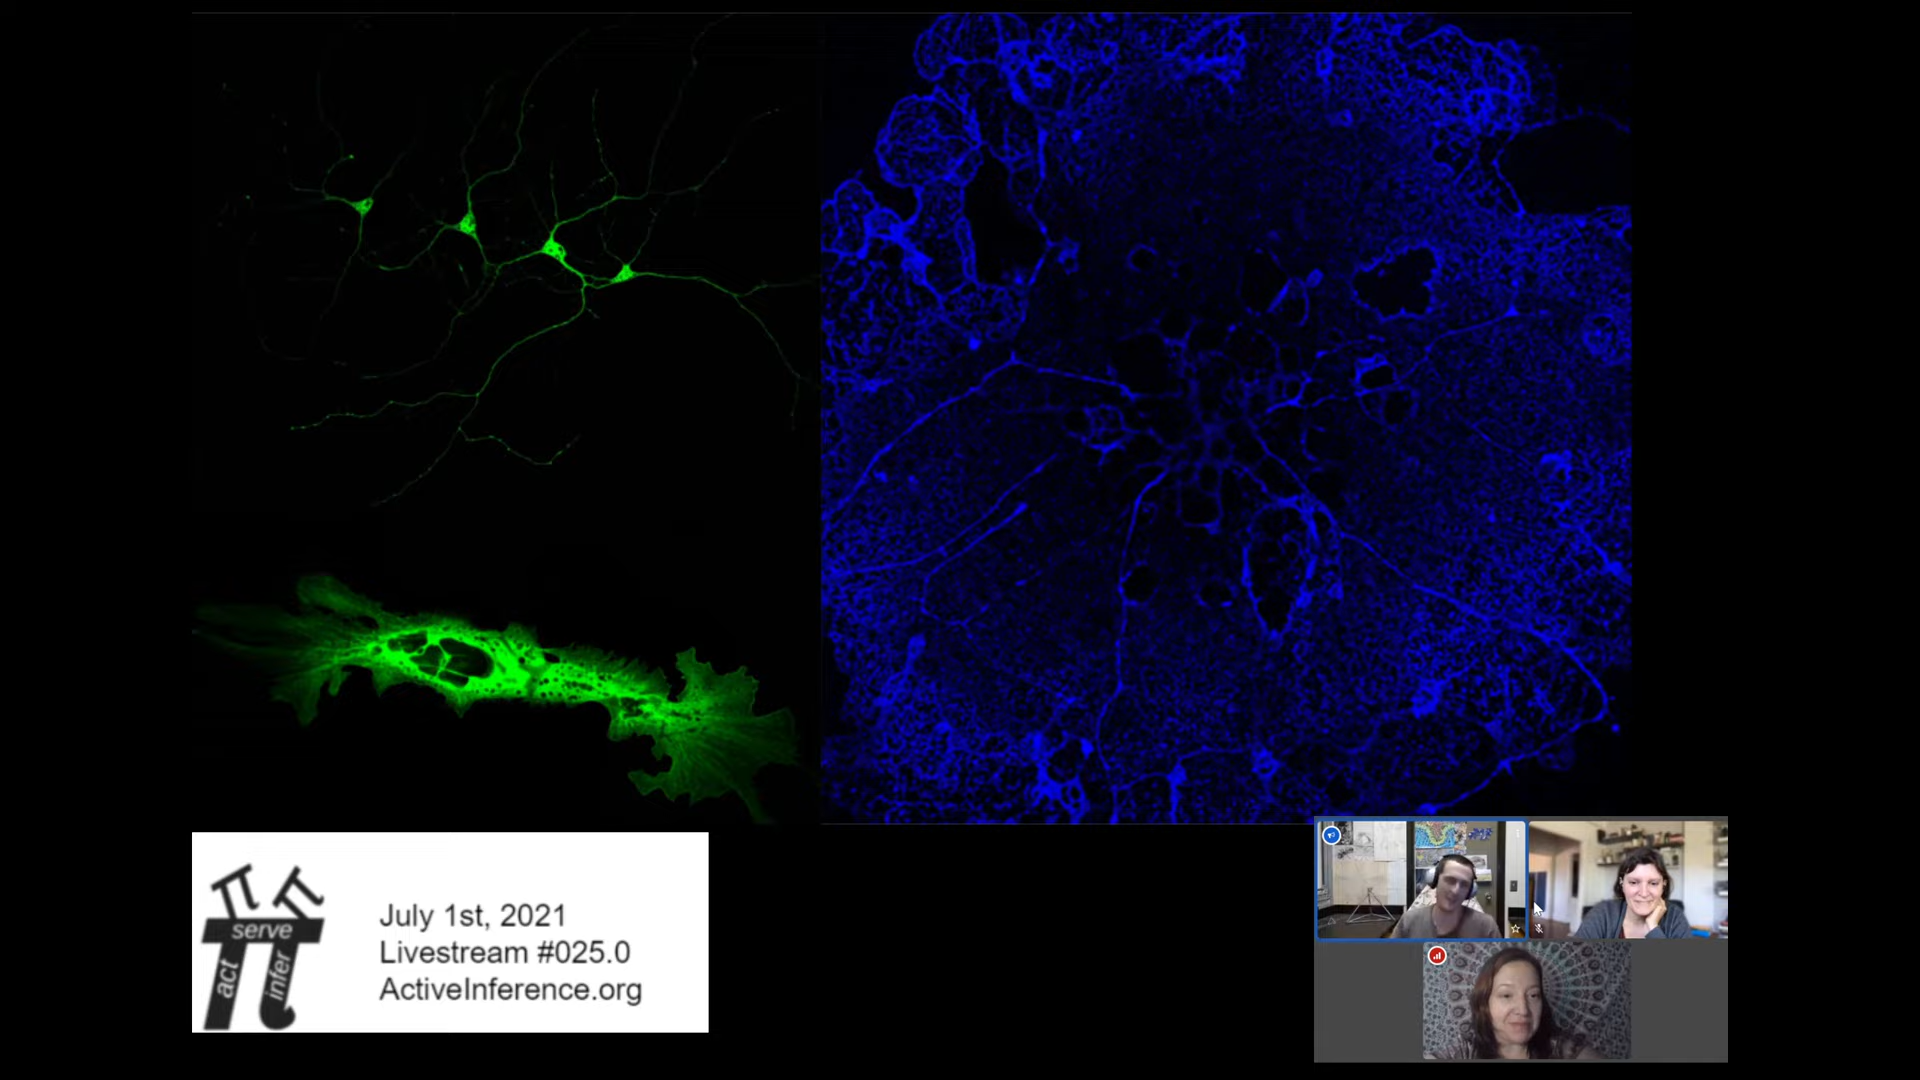 serve
act
infer
July 1st, 2021
Livestream #025.0
ActiveInference.org